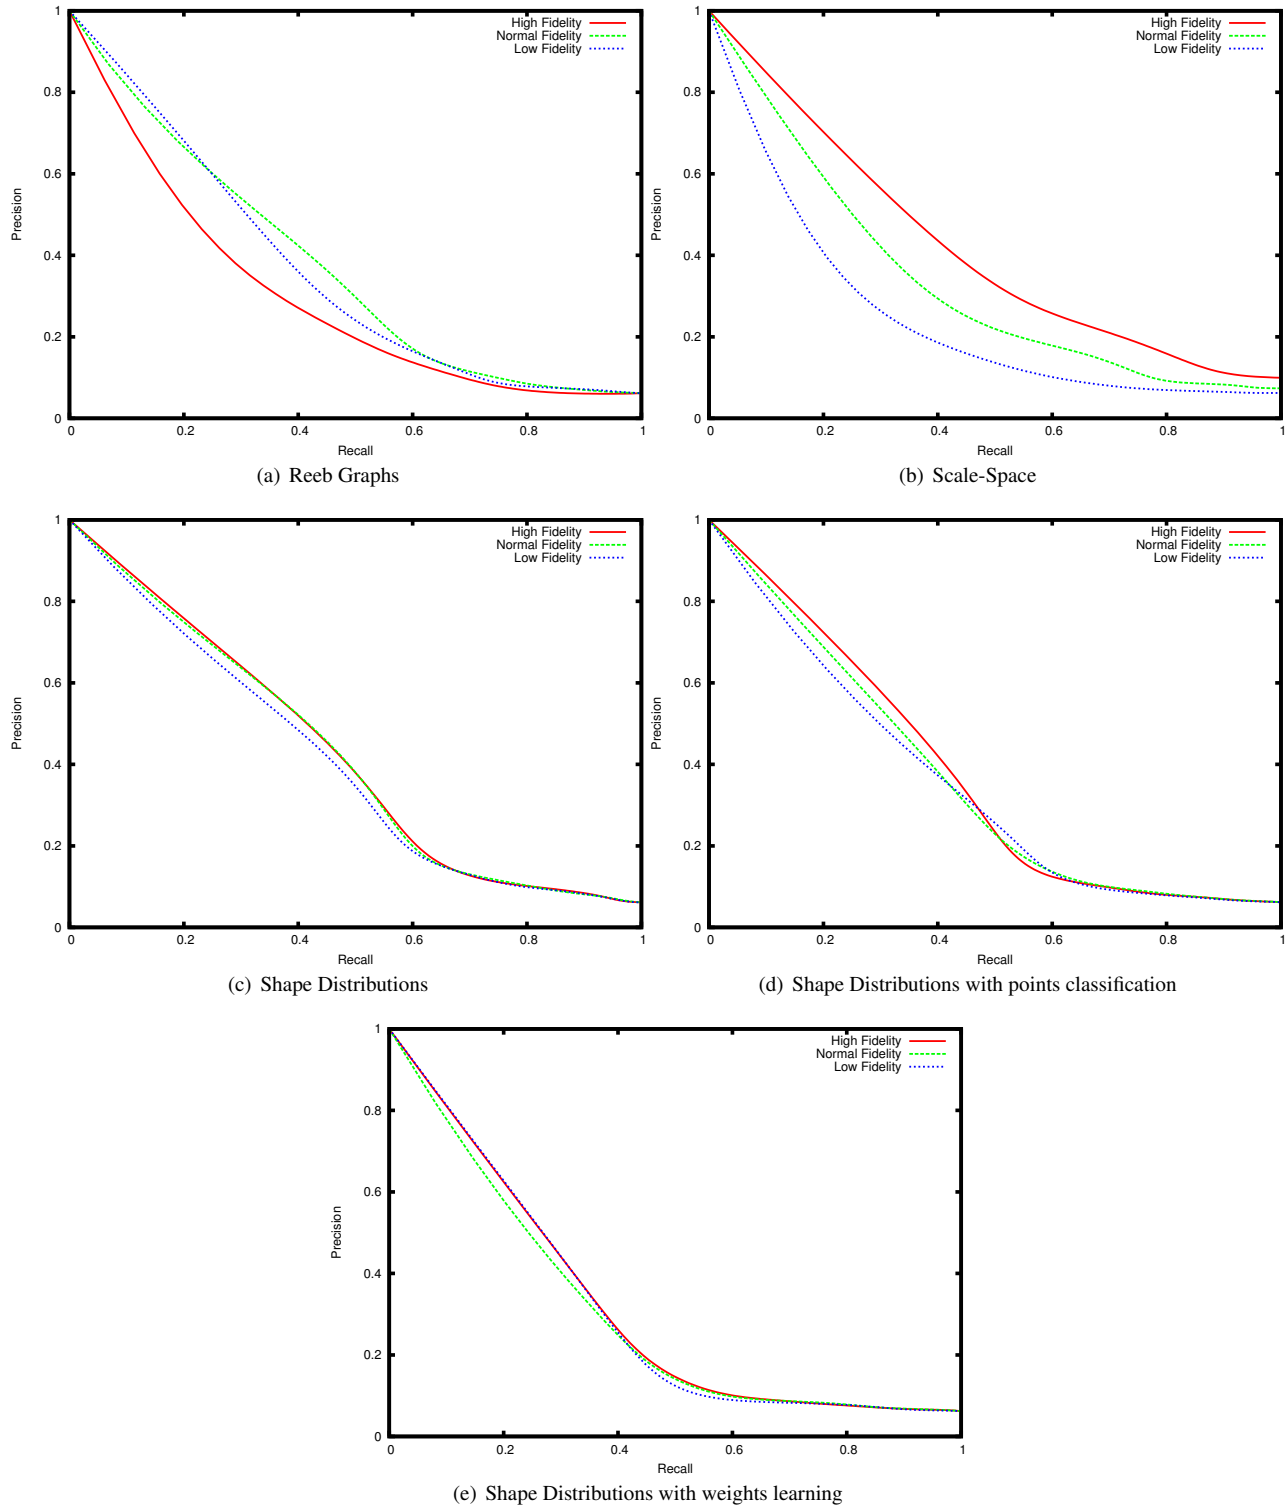 1
0.8
0.6
0.4
0.2
0
0 0.2 0.4 0.6 0.8 1
Precision
Recall
High Fidelity
Normal Fidelity
Low Fidelity
(a) Reeb Graphs
1
0.8
0.6
0.4
0.2
0
0 0.2 0.4 0.6 0.8 1
Precision
Recall
High Fidelity
Normal Fidelity
Low Fidelity
(b) Scale-Space
1
0.8
0.6
0.4
0.2
0
0 0.2 0.4 0.6 0.8 1
Precision
Recall
High Fidelity
Normal Fidelity
Low Fidelity
(c) Shape Distributions
1
0.8
0.6
0.4
0.2
0
0 0.2 0.4 0.6 0.8 1
Precision
Recall
High Fidelity
Normal Fidelity
Low Fidelity
(d) Shape Distributions with points classification
1
0.8
0.6
0.4
0.2
0
0 0.2 0.4 0.6 0.8 1
Precision
Recall
High Fidelity
Normal Fidelity
Low Fidelity
(e) Shape Distributions with weights learning